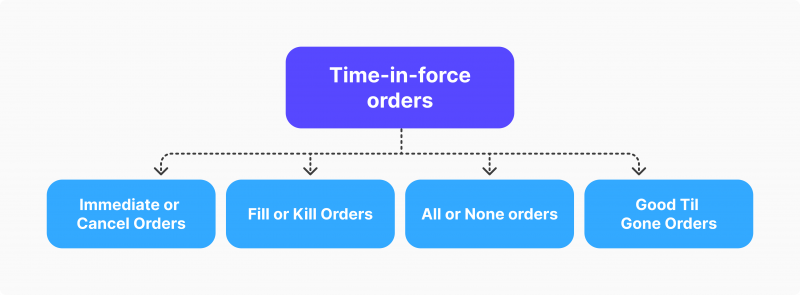 Time-in-force
orders
Immediate or
Cancel Orders
Fill or Kill Orders
All or None orders
Good Til
Gone Orders